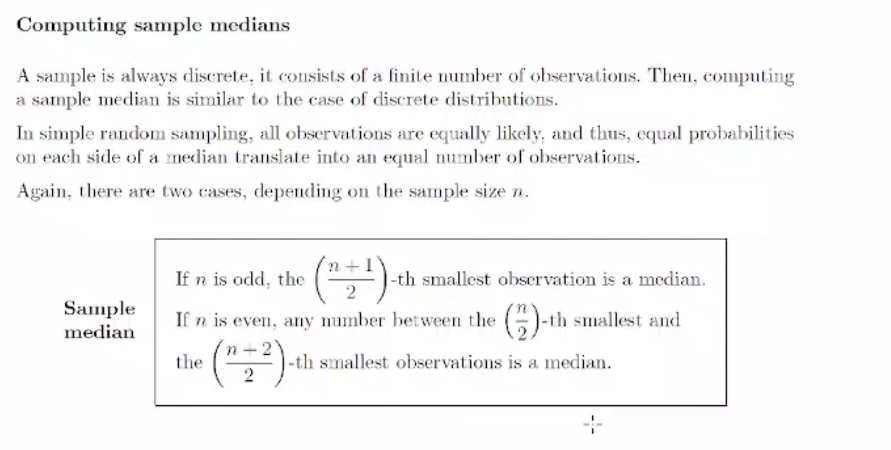 Computing sample medians
A sample is always discrete, it consists of a finite number of observations. Then, computing
a sample median is similar to the case of discrete distributions.
In simple random sampling, all observations are equally likely, and thus, equal probabilities
on each side of a median translate into an equal number of observations.
Again, there are two cases, depending on the sample size n.
If n is odd, the ((n + 1)/2)-th smallest observation is a median.
Sample
median
If n is even, any number between the (n/2)-th smallest and
the ((n + 2)/2)-th smallest observations is a median.